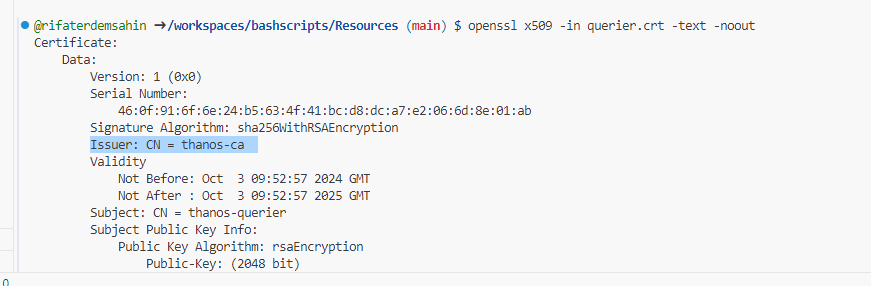 @rifaterdemsahin →/workspaces/bashscripts/Resources (main) $ openssl x509 -in querier.crt -text -noout
Certificate:
Data:
Version: 1 (0x0)
Serial Number:
46:0f:91:6f:6e:24:b5:63:4f:41:bc:d8:dc:a7:e2:06:6d:8e:01:ab
Signature Algorithm: sha256WithRSAEncryption
Issuer: CN = thanos-ca
Validity
Not Before: Oct  3 09:52:57 2024 GMT
Not After : Oct  3 09:52:57 2025 GMT
Subject: CN = thanos-querier
Subject Public Key Info:
Public Key Algorithm: rsaEncryption
Public-Key: (2048 bit)